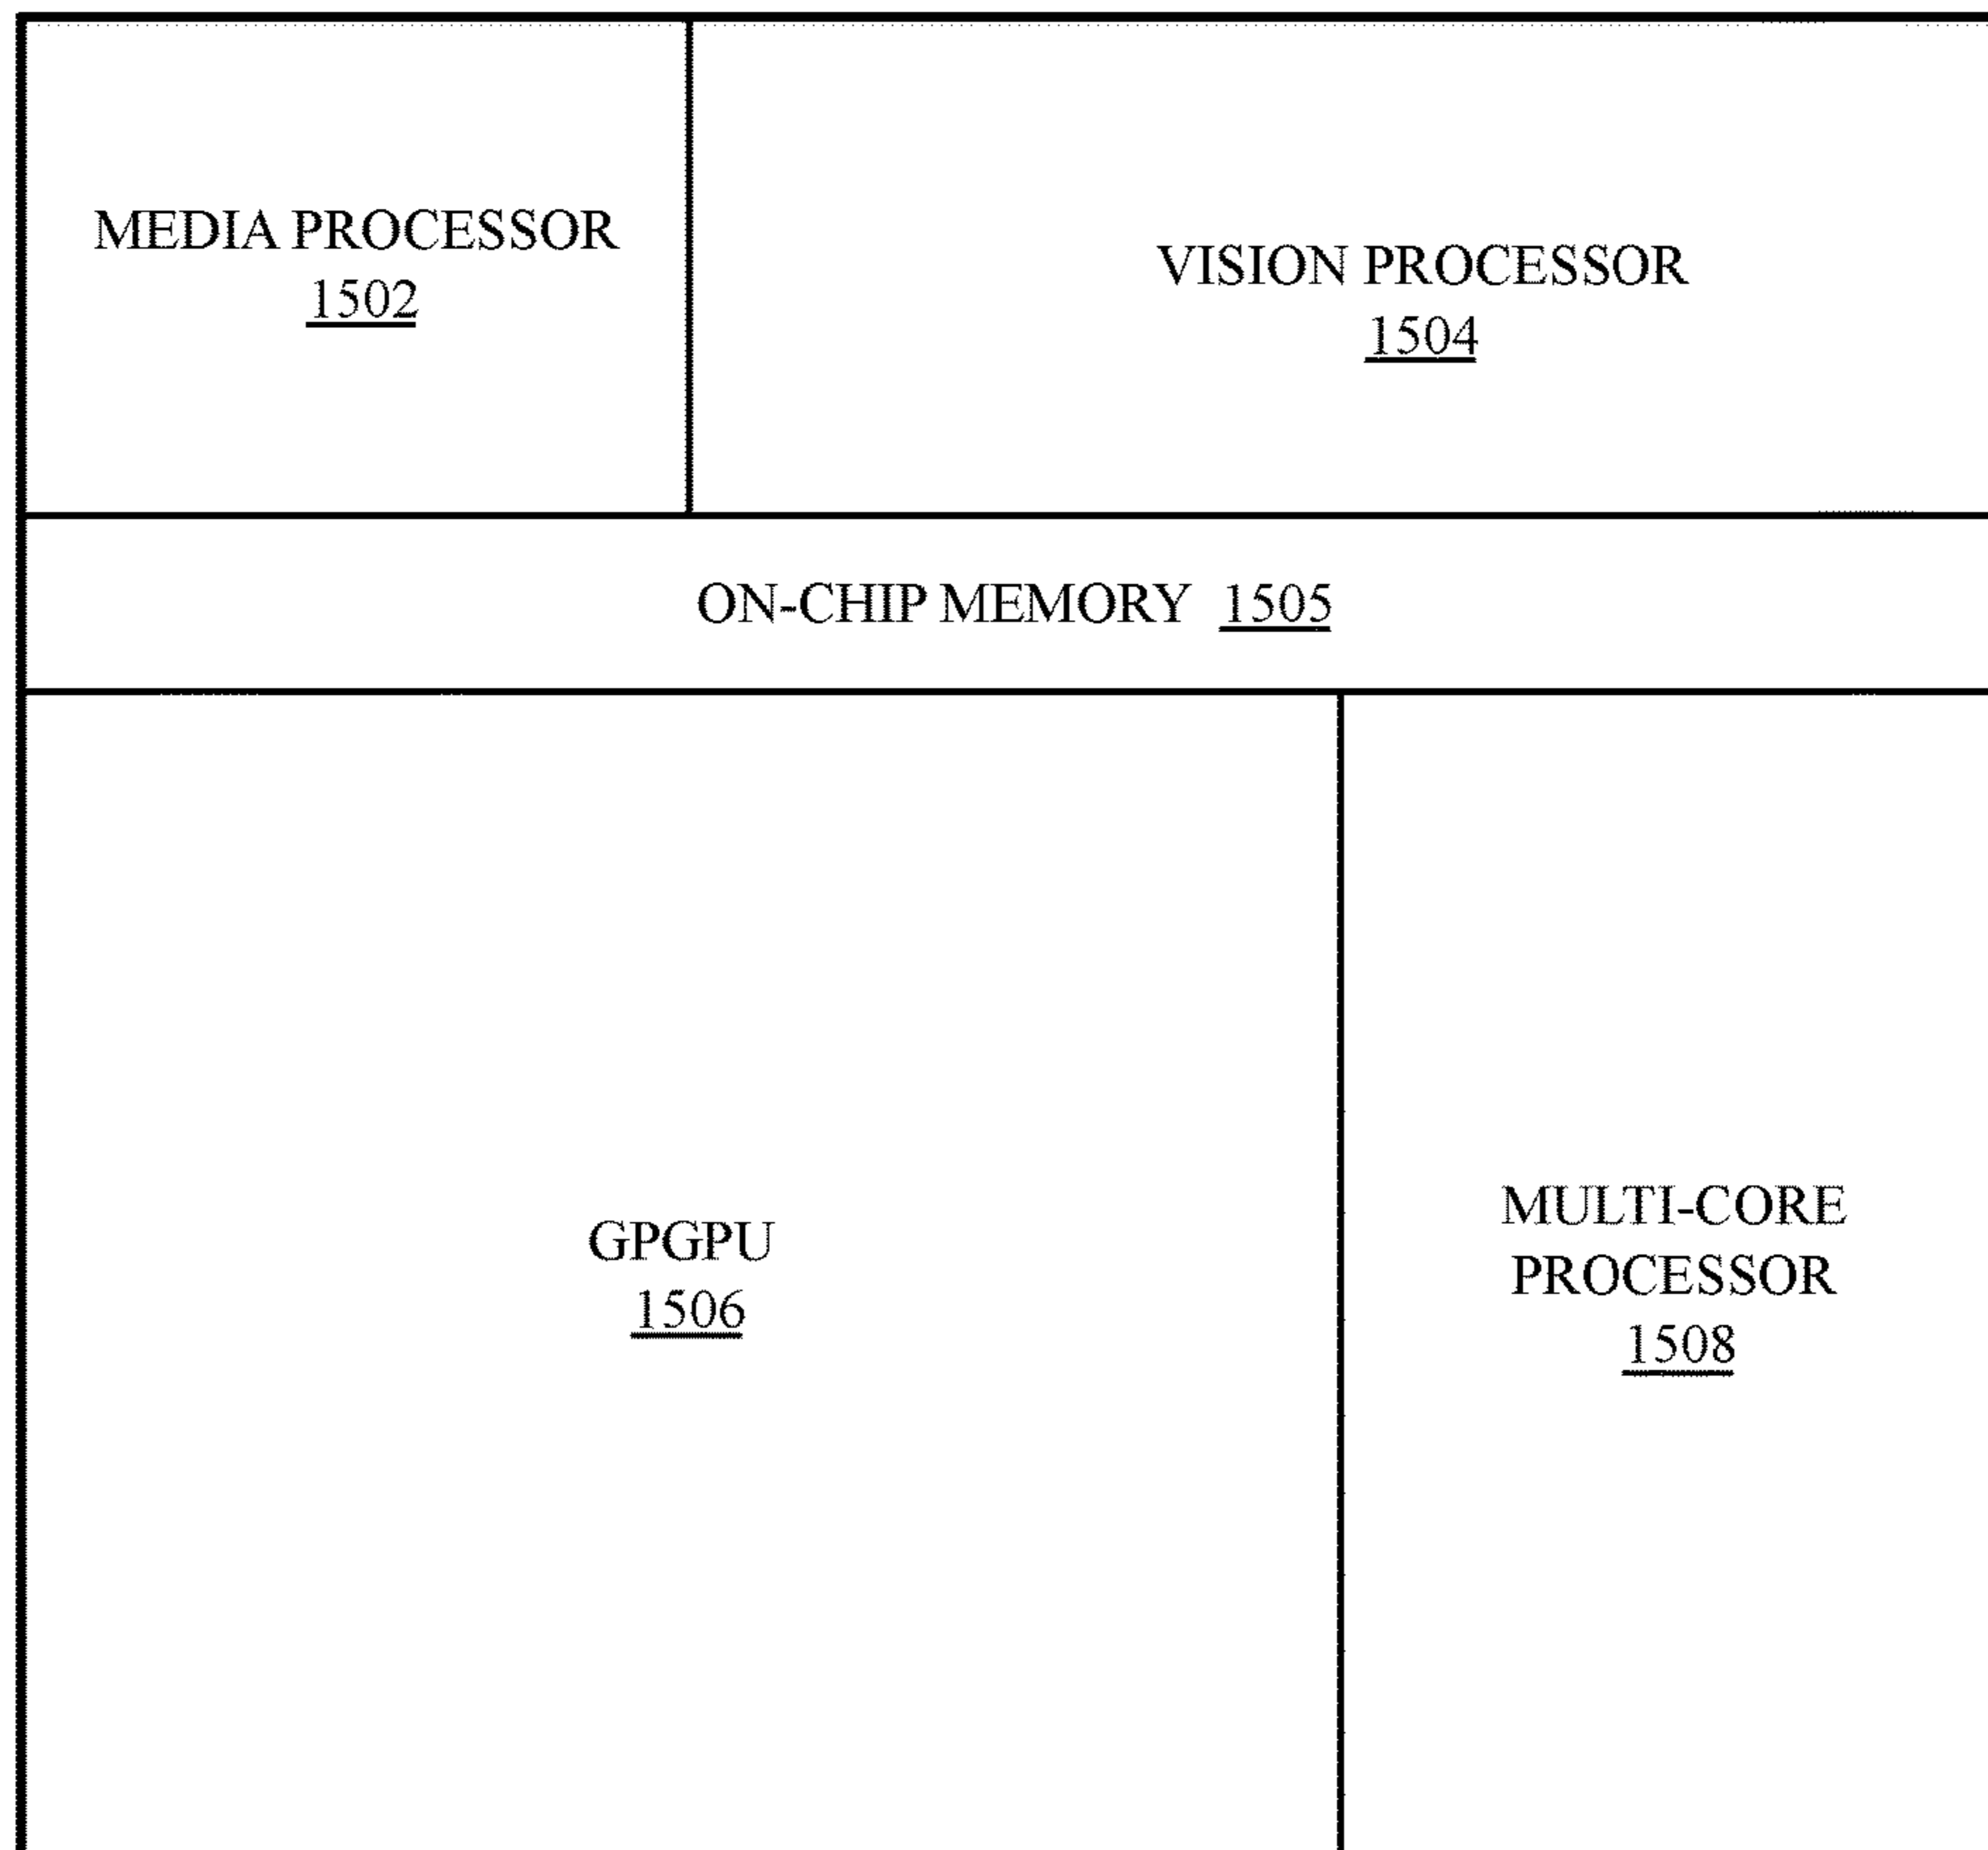 MEDIA PROCESSOR
1502
VISION PROCESSOR
1504
ON-CHIP MEMORY 1505
GPGPU
1506
MULTI-CORE
PROCESSOR
1508